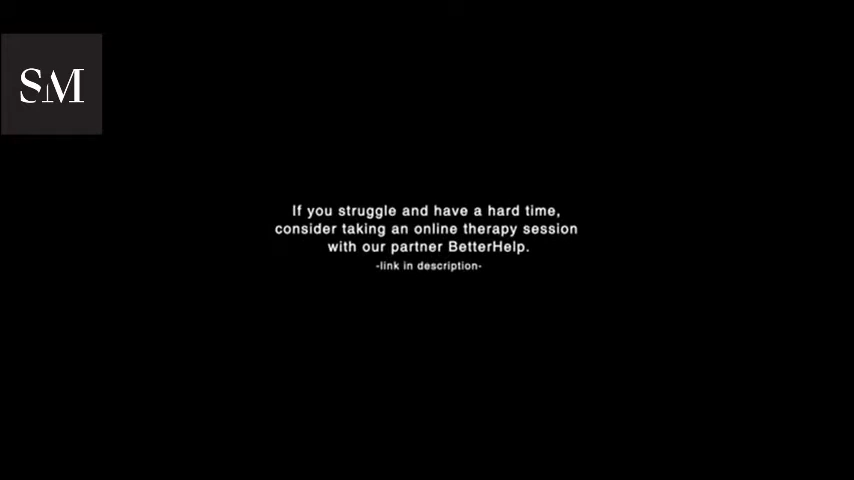 SM
If you struggle and have a hard time,
consider taking an online therapy session
with our partner BetterHelp.
-link in description-